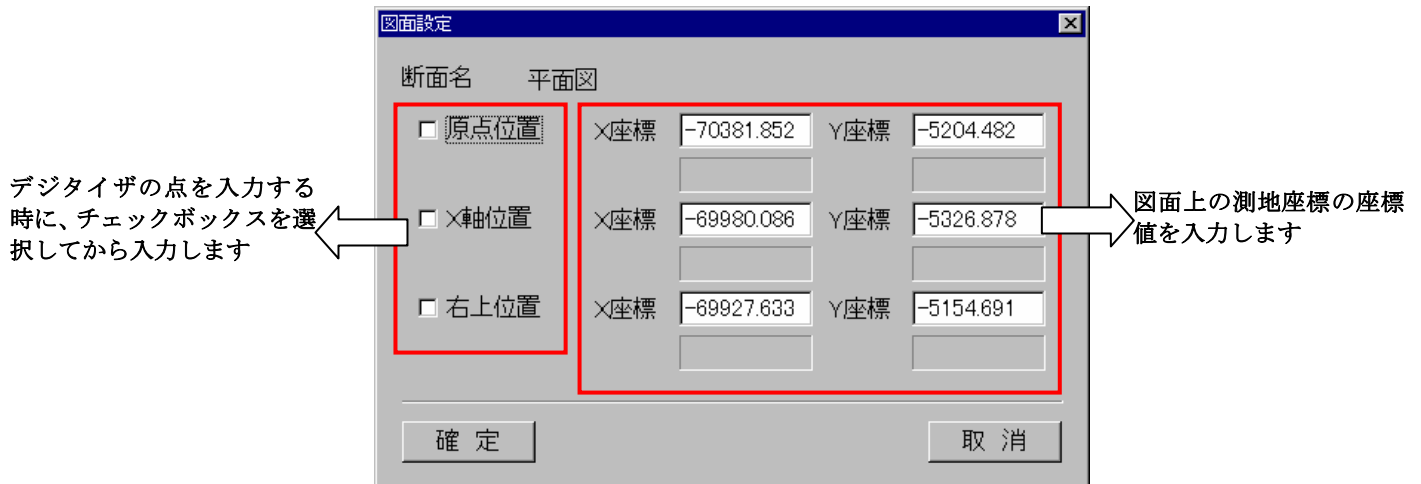 図面設定
断面名 平面図
原点位置 X座標 -70381.852 Y座標 -5204.482
X軸位置 X座標 -69980.086 Y座標 -5326.878
右上位置 X座標 -69927.633 Y座標 -5154.691
確 定 取 消
デジタイザの点を入力する
時に、チェックボックスを選
択してから入力します
図面上の測地座標の座標
値を入力します